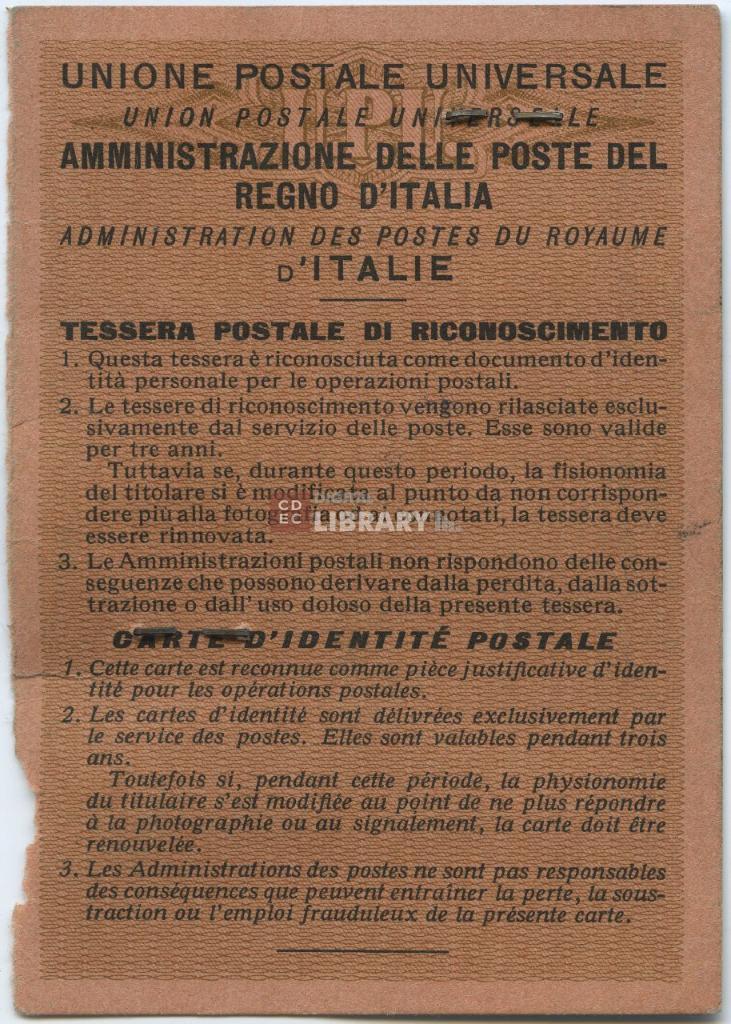 UNIONE POSTALE UNIVERSALE
UNION POSTALE UNIVERSELLE
AMMINISTRAZIONE DELLE POSTE DEL
REGNO D'ITALIA
ADMINISTRATION DES POSTES DU ROYAUME
D'ITALIE
TESSERA POSTALE DI RICONOSCIMENTO
1. Questa tessera è riconosciuta come documento d'iden-
tità personale per le operazioni postali.
2. Le tessere di riconoscimento vengono rilasciate esclu-
sivamente dal servizio delle poste. Esse sono valide
per tre anni.
Tuttavia se, durante questo periodo, la fisionomia
del titolare si è modificata al punto da non corrispon-
dere più alla fotografia o ai connotati, la tessera deve
essere rinnovata.
CDEC DIGITAL LIBRARY
3. Le Amministrazioni postali non rispondono delle con-
seguenze che possono derivare dalla perdita, dalla sot-
trazione o dall' uso doloso della presente tessera.
CARTE D'IDENTITÉ POSTALE
1. Cette carte est reconnue comme pièce justificative d'iden-
tité pour les opérations postales.
2. Les cartes d'identité sont délivrées exclusivement par
le service des postes. Elles sont valables pendant trois
ans.
Toutefois si, pendant cette période, la physionomie
du titulaire s'est modifiée au point de ne plus répondre
à la photographie ou au signalement, la carte doit être
renouvelée.
3. Les Administrations des postes ne sont pas responsables
des conséquences que peuvent entraîner la perte, la sous-
traction ou l'emploi frauduleux de la présente carte.